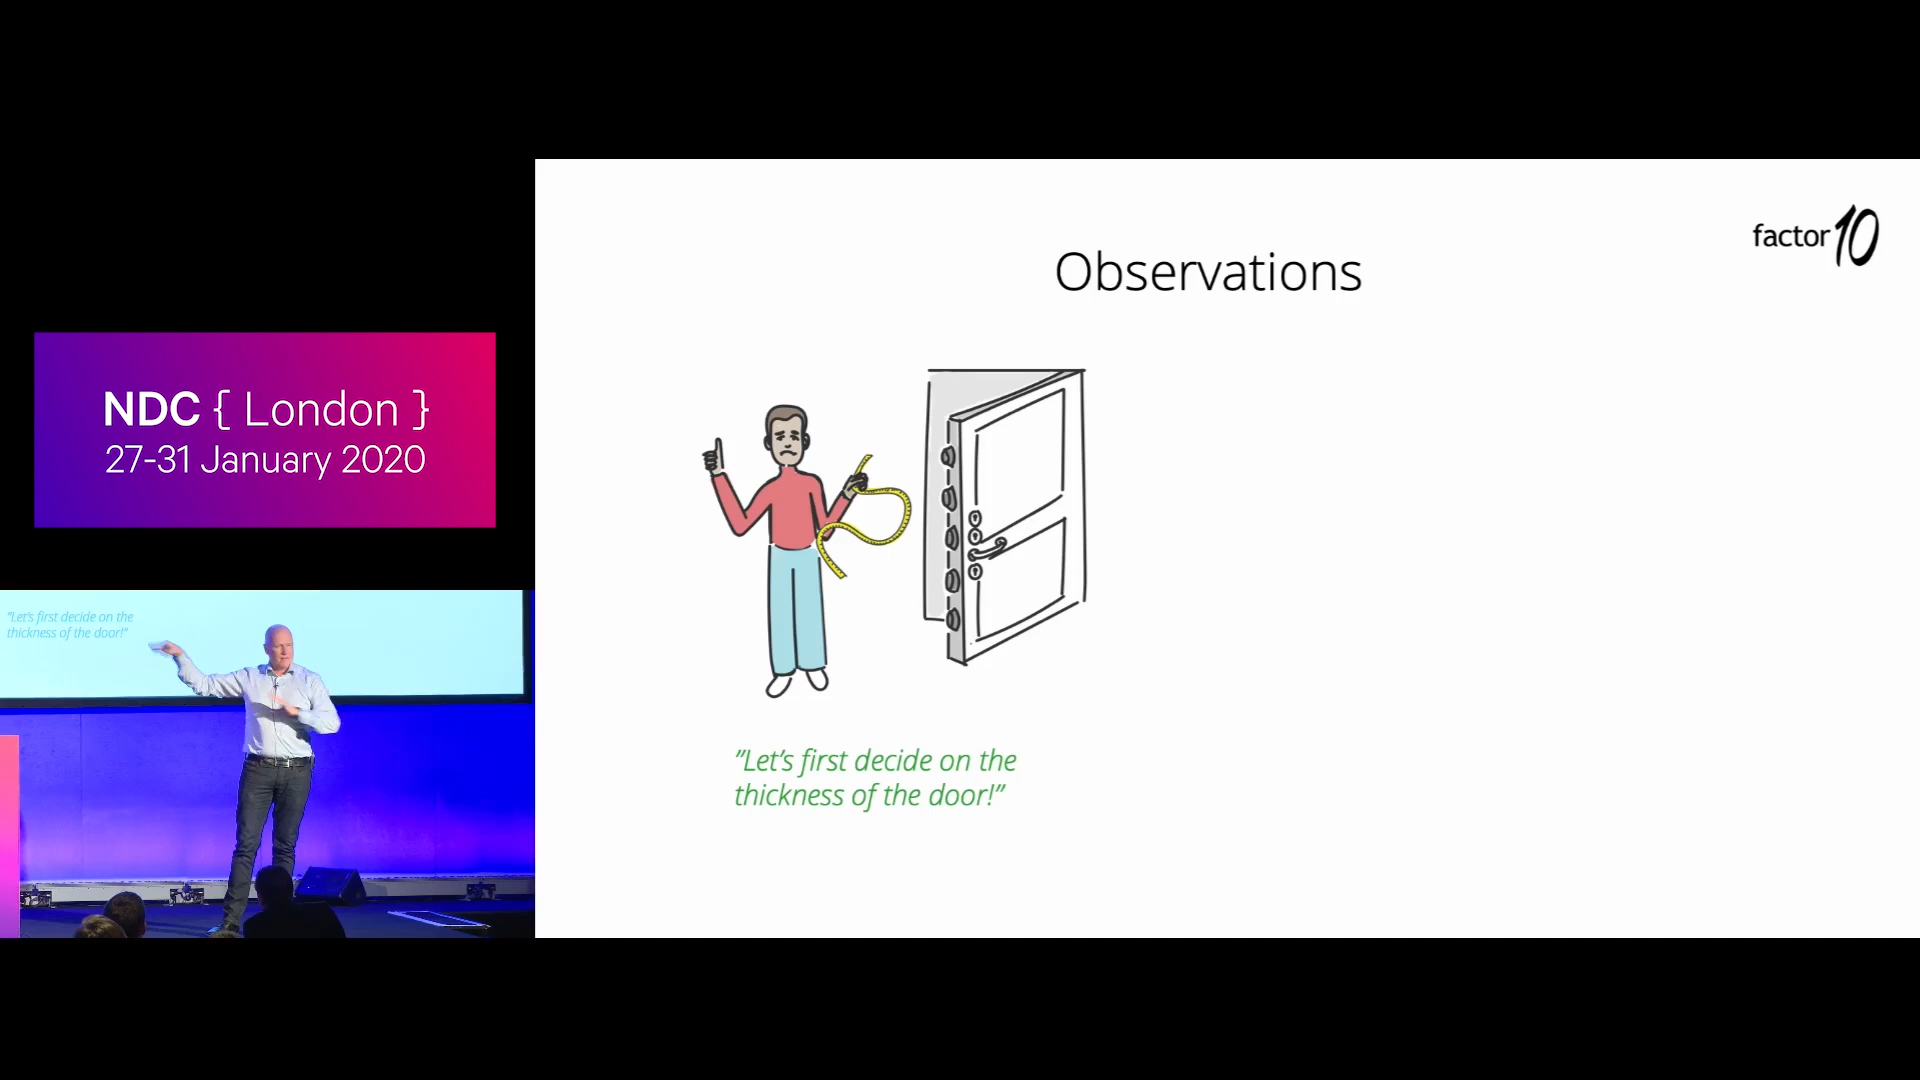 NDC { London }
27-31 January 2020
"Let's first decide on the
thickness of the door!"
factor10
Observations
"Let's first decide on the
thickness of the door!"